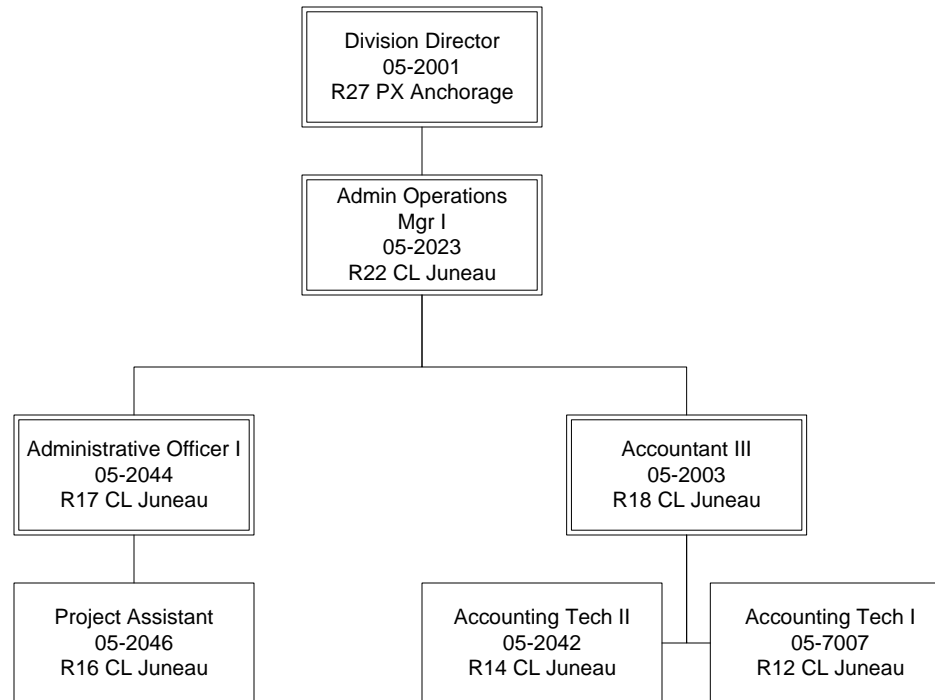 Division Director
05-2001
R27 PX Anchorage
Admin Operations
Mgr I
05-2023
R22 CL Juneau
Administrative Officer I
05-2044
R17 CL Juneau
Accountant III
05-2003
R18 CL Juneau
Project Assistant
05-2046
R16 CL Juneau
Accounting Tech II
05-2042
R14 CL Juneau
Accounting Tech I
05-7007
R12 CL Juneau